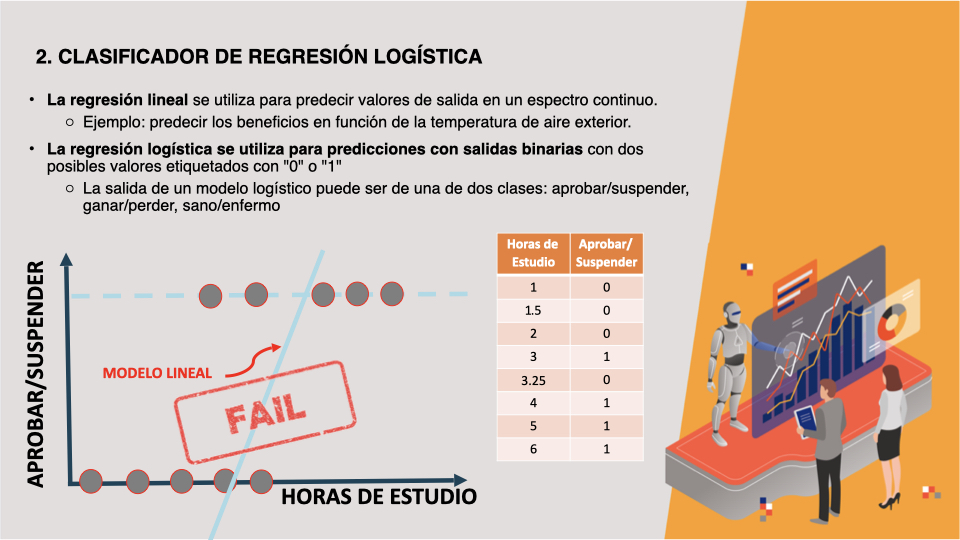 2. CLASIFICADOR DE REGRESIÓN LOGÍSTICA
• La regresión lineal se utiliza para predecir valores de salida en un espectro continuo.
○ Ejemplo: predecir los beneficios en función de la temperatura de aire exterior.
• La regresión logística se utiliza para predicciones con salidas binarias con dos
posibles valores etiquetados con "0" o "1"
○ La salida de un modelo logístico puede ser de una de dos clases: aprobar/suspender,
ganar/perder, sano/enfermo
APROBAR/SUSPENDER
MODELO LINEAL
FAIL
HORAS DE ESTUDIO
Horas de Estudio Aprobar/ Suspender
1 0
1.5 0
2 0
3 1
3.25 0
4 1
5 1
6 1